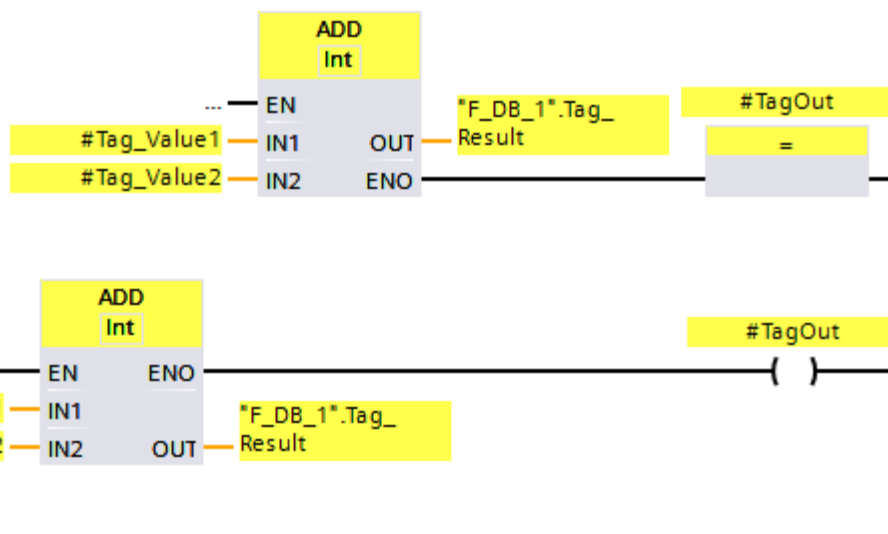 ADD
Int
... EN
#Tag_Value1 IN1 OUT "F_DB_1".Tag_
Result
#Tag_Value2 IN2 ENO
#TagOut
=
ADD
Int
#TagOut
EN ENO
( )
IN1
IN2 OUT "F_DB_1".Tag_
Result